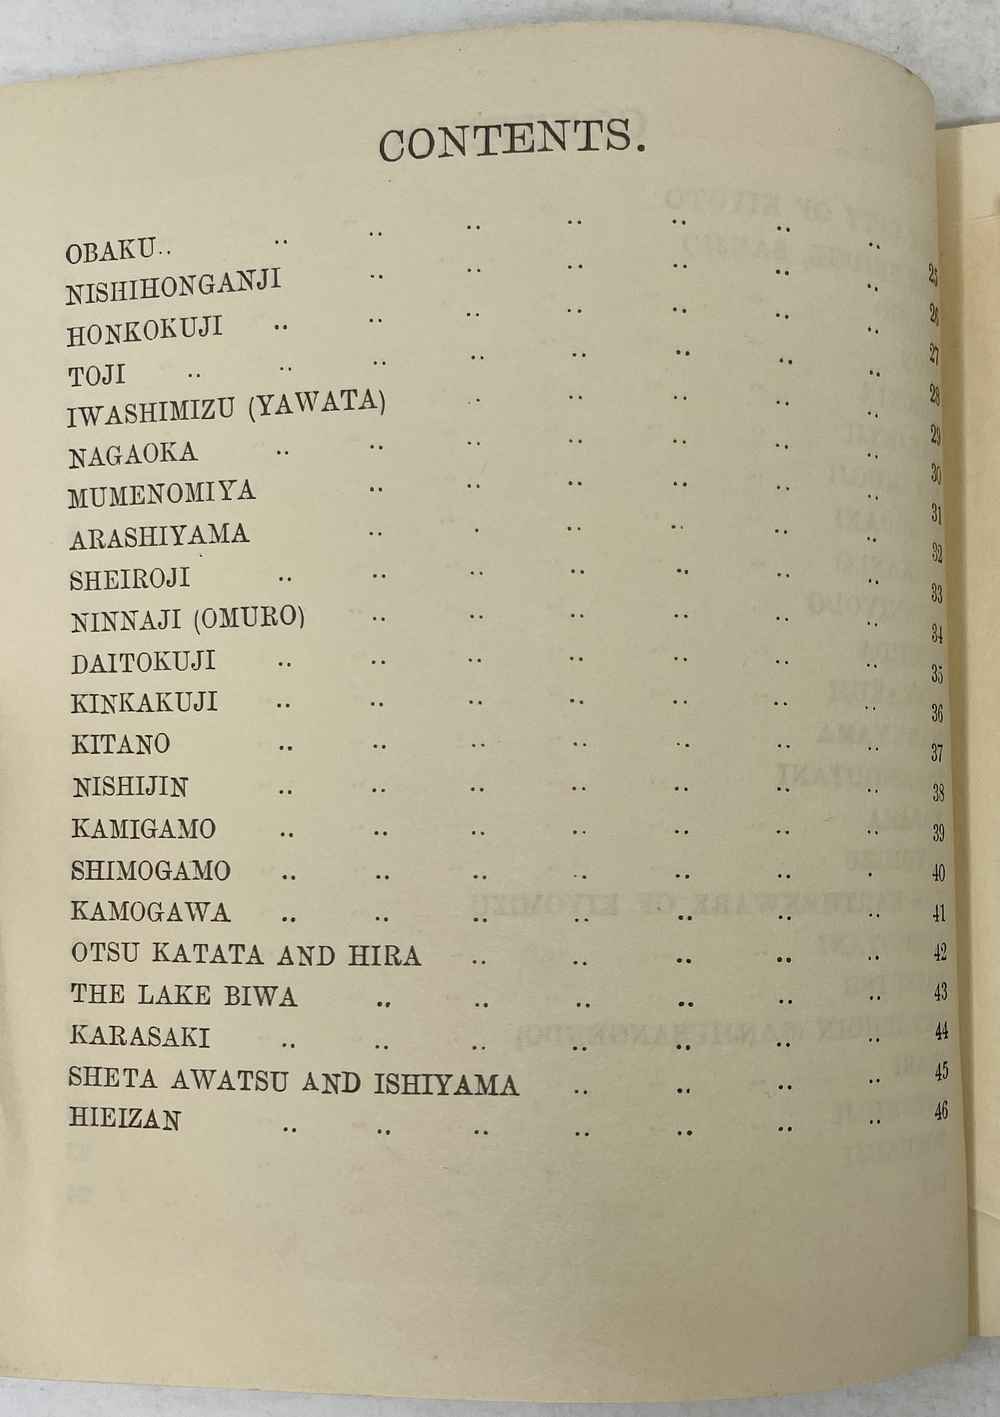 CONTENTS.
OBAKU .. .. .. .. .. .. .. .. 25
NISHIHONGANJI .. .. .. .. .. .. 26
HONKOKUJI .. .. .. .. .. .. .. 27
TOJI .. .. .. .. .. .. .. .. 28
IWASHIMIZU (YAWATA) .. .. .. .. .. 29
NAGAOKA .. .. .. .. .. .. .. 30
MUMENOMIYA .. .. .. .. .. .. 31
ARASHIYAMA .. .. .. .. .. .. 32
SHEIROJI .. .. .. .. .. .. .. 33
NINNAJI (OMURO) .. .. .. .. .. .. 34
DAITOKUJI .. .. .. .. .. .. .. 35
KINKAKUJI .. .. .. .. .. .. .. 36
KITANO .. .. .. .. .. .. .. 37
NISHIJIN .. .. .. .. .. .. .. 38
KAMIGAMO .. .. .. .. .. .. .. 39
SHIMOGAMO .. .. .. .. .. .. .. 40
KAMOGAWA .. .. .. .. .. .. .. 41
OTSU KATATA AND HIRA .. .. .. .. .. 42
THE LAKE BIWA .. .. .. .. .. .. 43
KARASAKI .. .. .. .. .. .. .. 44
SHETA AWATSU AND ISHIYAMA .. .. .. .. 45
HIEIZAN .. .. .. .. .. .. .. 46